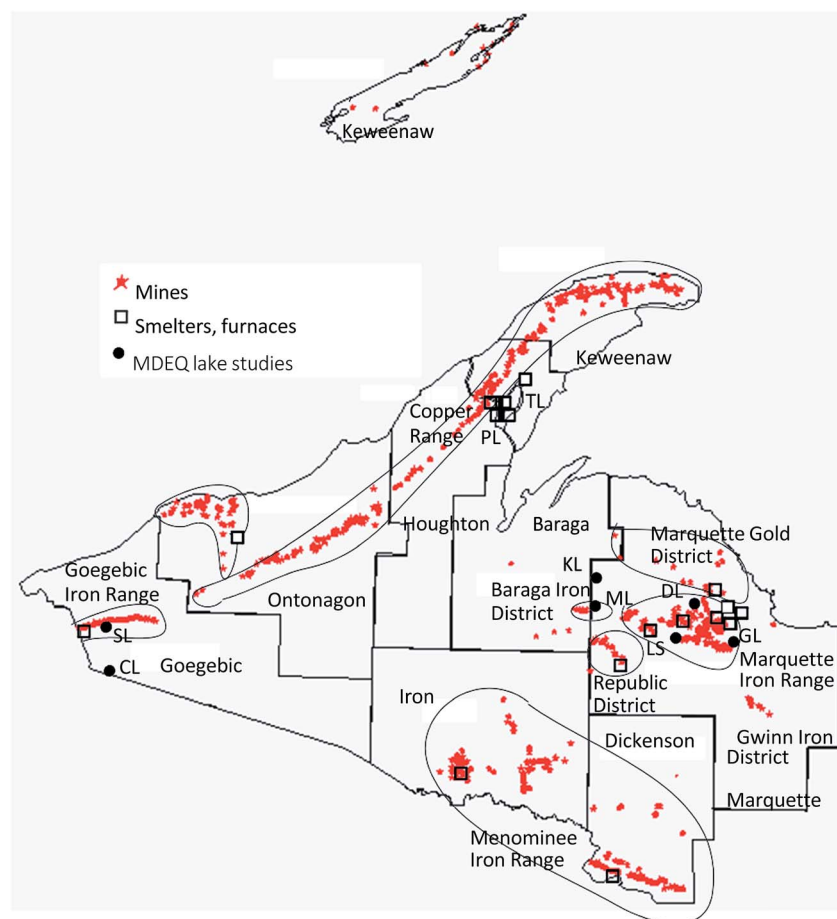 Keweenaw
Mines
Smelters, furnaces
MDEQ lake studies
Keweenaw
TL
Copper
Range
PL
Houghton
Baraga
Marquette Gold
District
KL
Goegebic
Iron Range
Baraga Iron
District
ML
DL
Ontonagon
SL
LS
GL
CL
Goegebic
Marquette
Iron Range
Republic
District
Iron
Gwinn Iron
District
Dickenson
Marquette
Menominee
Iron Range